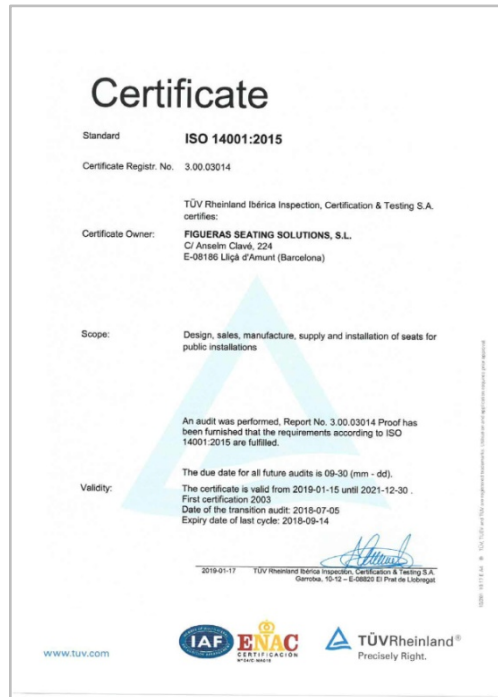 Certificate
Standard ISO 14001:2015
Certificate Registr. No. 3.00.03014
TÜV Rheinland Ibérica Inspection, Certification & Testing S.A.
certifies:
Certificate Owner: FIGUERAS SEATING SOLUTIONS, S.L.
C/ Anselm Clavé, 224
E-08186 Lliçà d'Amunt (Barcelona)
Scope: Design, sales, manufacture, supply and installation of seats for
public installations
An audit was performed, Report No. 3.00.03014 Proof has
been furnished that the requirements according to ISO
14001:2015 are fulfilled.
The due date for all future audits is 09-30 (mm - dd).
Validity: The certificate is valid from 2019-01-15 until 2021-12-30 .
First certification 2003
Date of the transition audit: 2018-07-05
Expiry date of last cycle: 2018-09-14
2019-01-17 TÜV Rheinland Ibérica Inspection, Certification & Testing S.A.
Garrotxa, 10-12 – E-08820 El Prat de Llobregat
www.tuv.com
IAF
ENAC
CERTIFICACIÓN
TÜVRheinland®
Precisely Right.